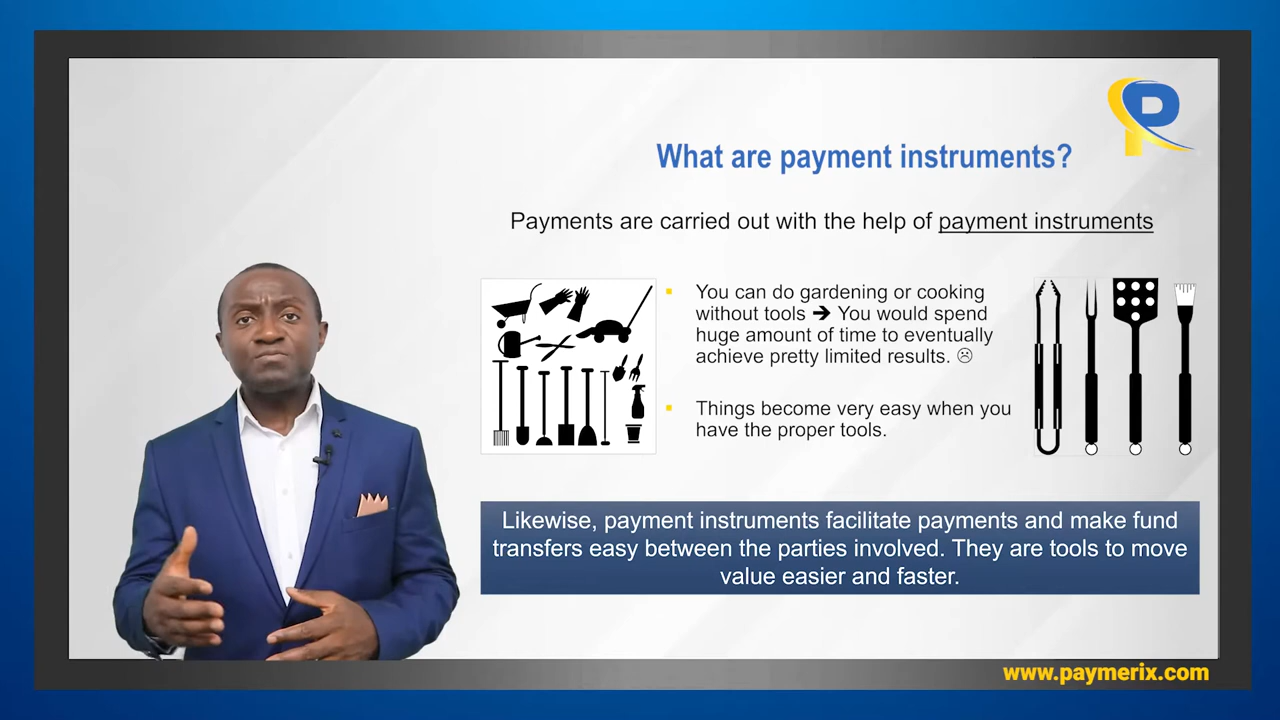 What are payment instruments?
Payments are carried out with the help of payment instruments
▪ You can do gardening or cooking
without tools ➔ You would spend
huge amount of time to eventually
achieve pretty limited results. ☹
▪ Things become very easy when you
have the proper tools.
Likewise, payment instruments facilitate payments and make fund
transfers easy between the parties involved. They are tools to move
value easier and faster.
www.paymerix.com